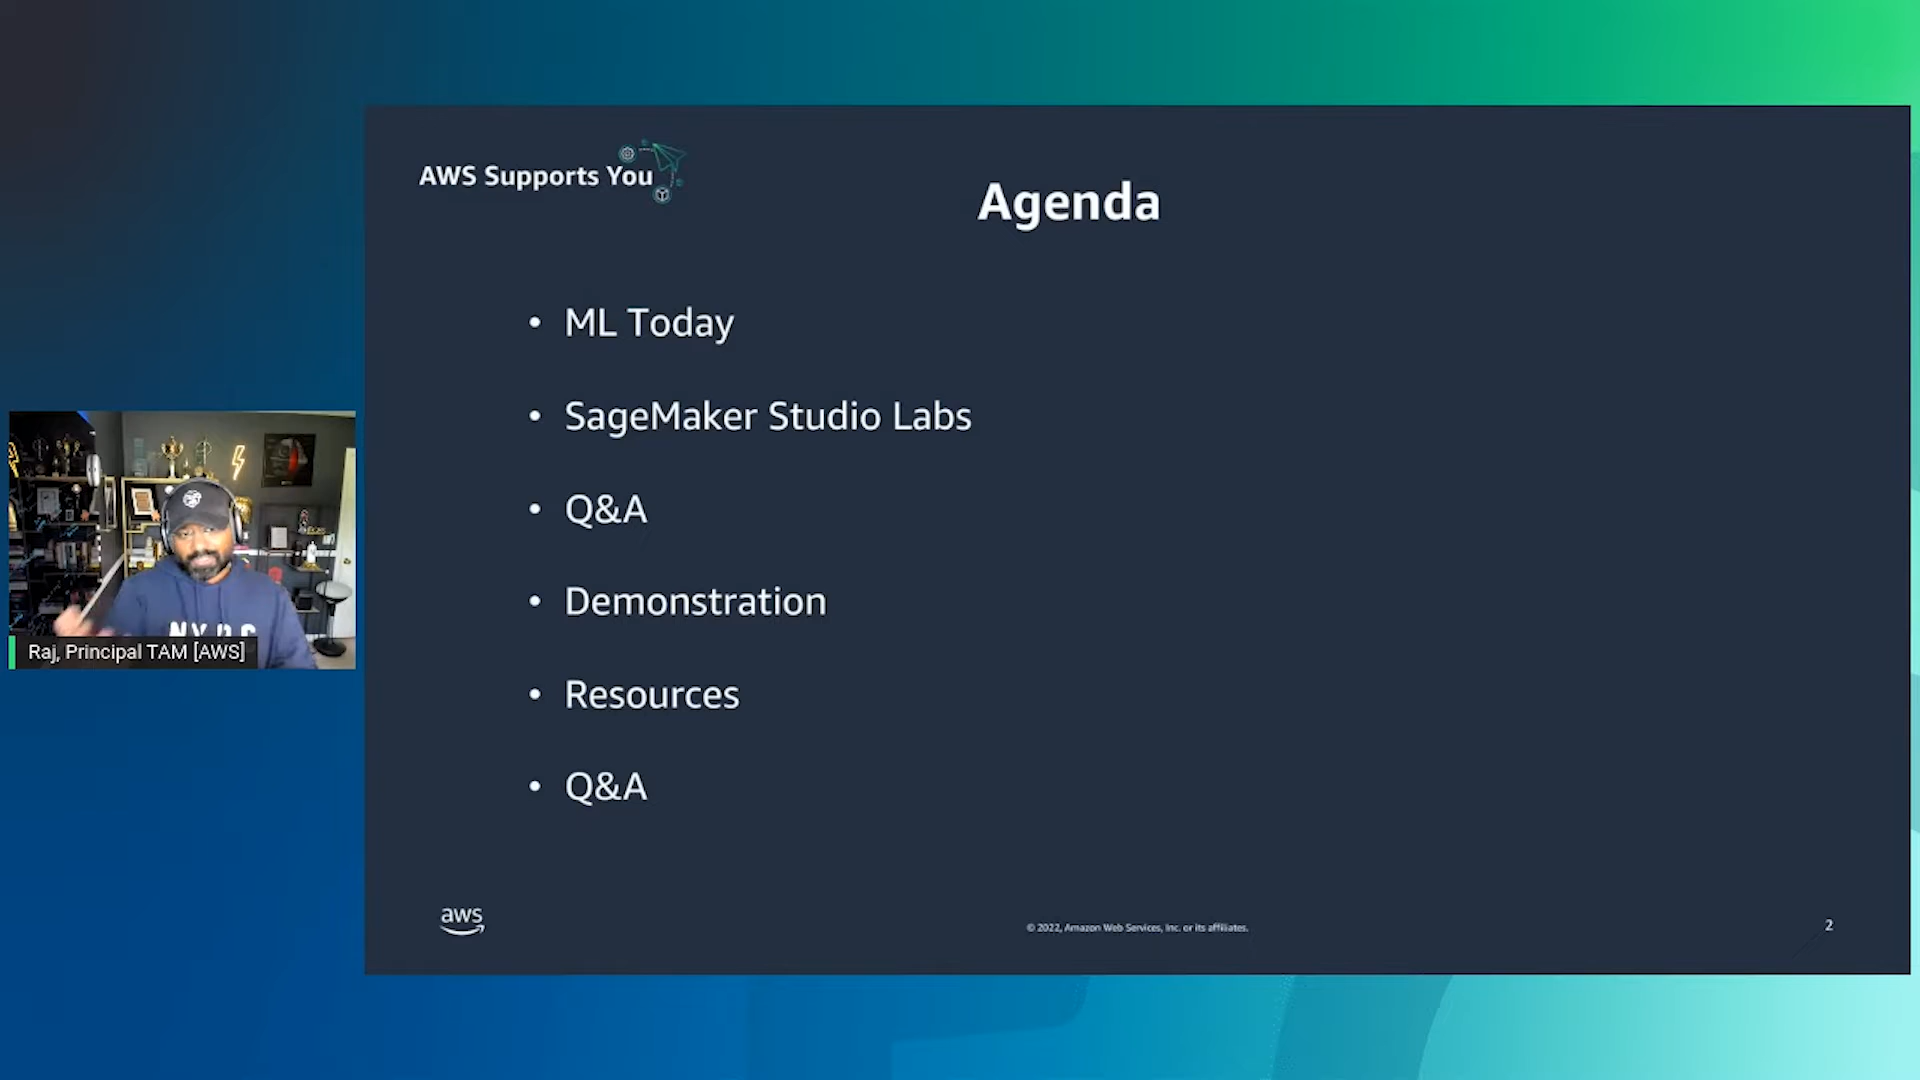 AWS Supports You
Agenda
• ML Today
• SageMaker Studio Labs
• Q&A
• Demonstration
• Resources
• Q&A
Raj, Principal TAM [AWS]
aws
© 2022, Amazon Web Services, Inc. or its affiliates.
2